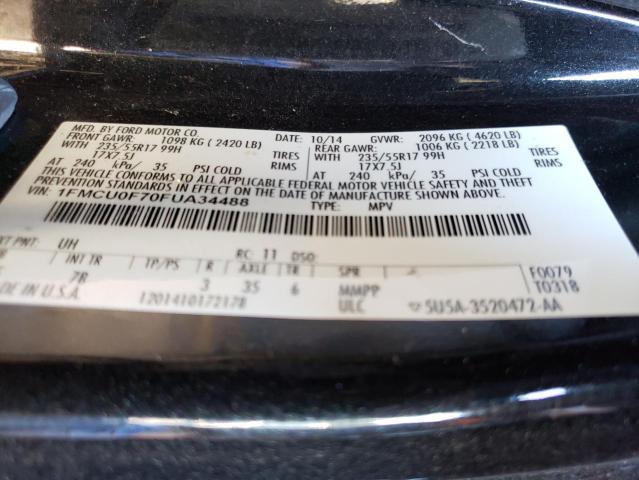 MFD. BY FORD MOTOR CO. DATE: 10/14 GVWR: 2096 KG ( 4620 LB)
FRONT GAWR: 1098 KG ( 2420 LB) REAR GAWR: 1006 KG ( 2218 LB)
WITH 235/55R17 99H TIRES WITH 235/55R17 99H TIRES
17X7.5J RIMS 17X7.5J RIMS
AT 240 kPa/ 35 PSI COLD AT 240 kPa/ 35 PSI COLD
THIS VEHICLE CONFORMS TO ALL APPLICABLE FEDERAL MOTOR VEHICLE SAFETY AND THEFT
PREVENTION STANDARDS IN EFFECT ON THE DATE OF MANUFACTURE SHOWN ABOVE.
VIN: 1FMCU0F70FUA34488 TYPE: MPV
XT PNT: UH RC: 11 DSO:
INT TR TP/PS R AXLE TR SPR F0079
7R 3 35 6 MMPP T0318
MADE IN U.S.A. 1201410172178 ULC 5U5A-3520472-AA